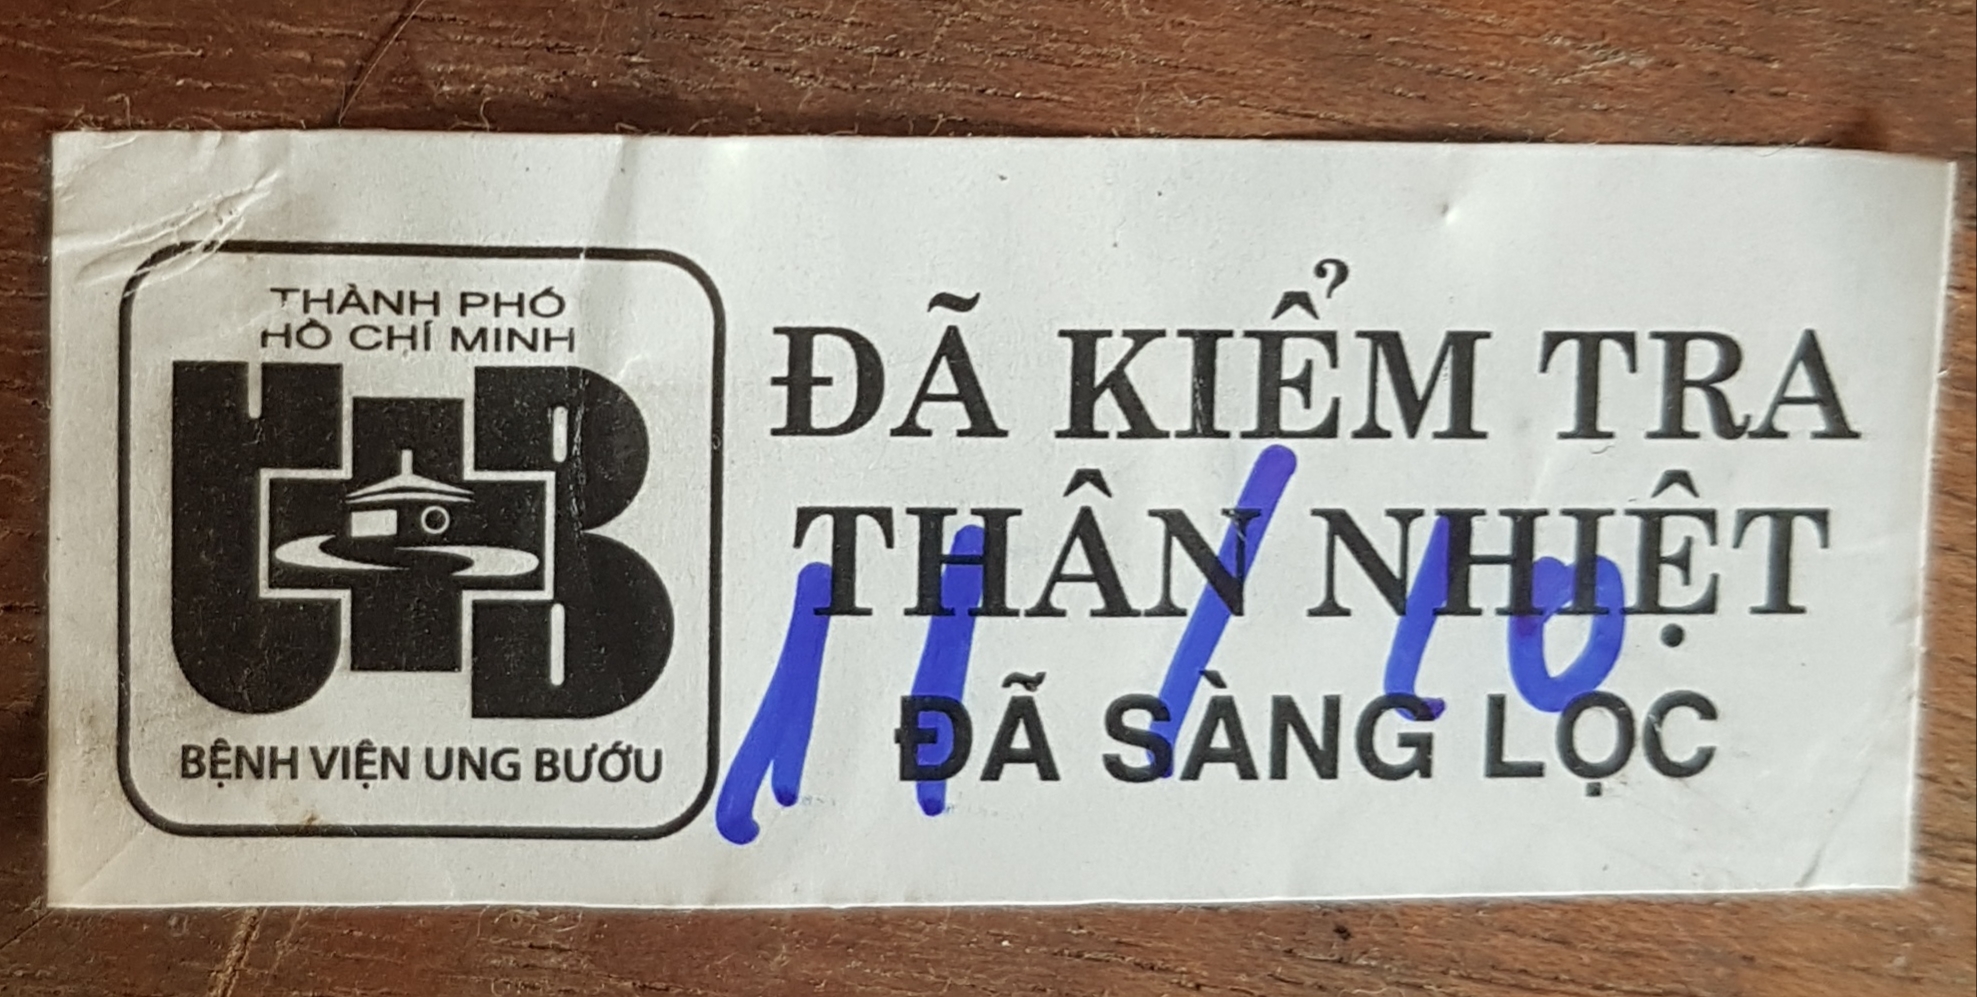 THÀNH PHỐ
HỒ CHÍ MINH
UB
BỆNH VIỆN UNG BƯỚU
ĐÃ KIỂM TRA
THÂN NHIỆT
ĐÃ SÀNG LỌC
11/10